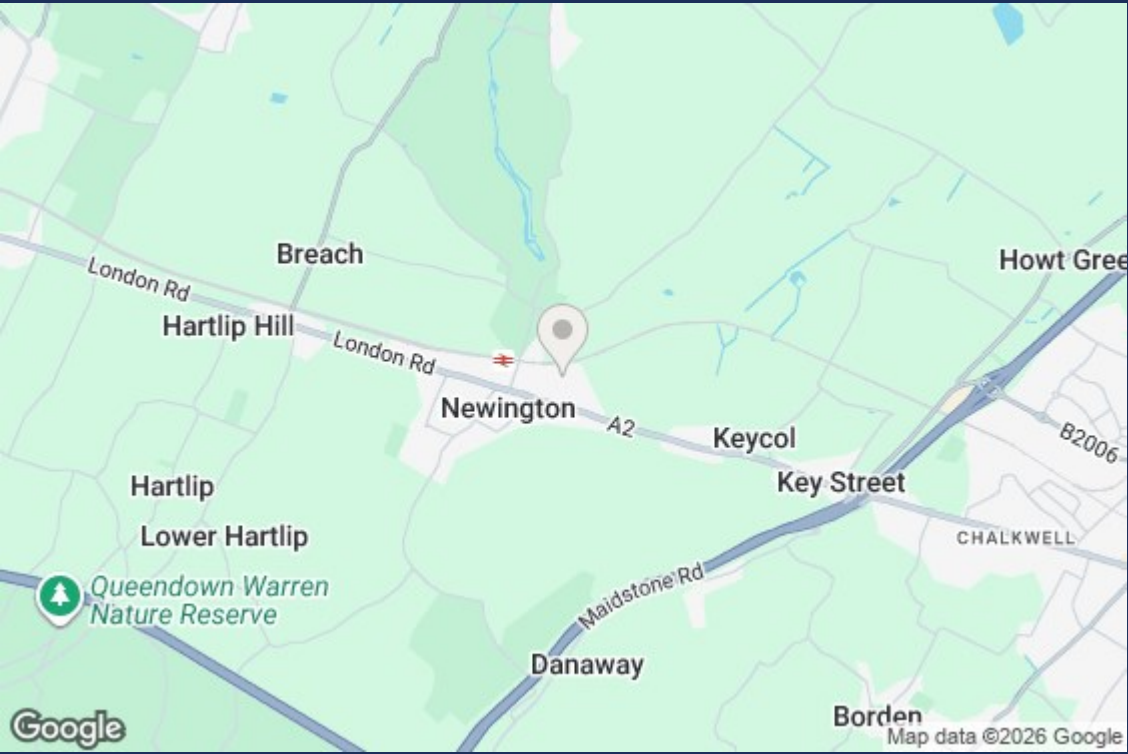 Breach
London Rd
Howt Gree
Hartlip Hill
London Rd
Newington
A2
Keycol
B2006
Key Street
Hartlip
Lower Hartlip
CHALKWELL
Queendown Warren
Nature Reserve
Maidstone Rd
Danaway
Borden
Google
Map data ©2026 Google